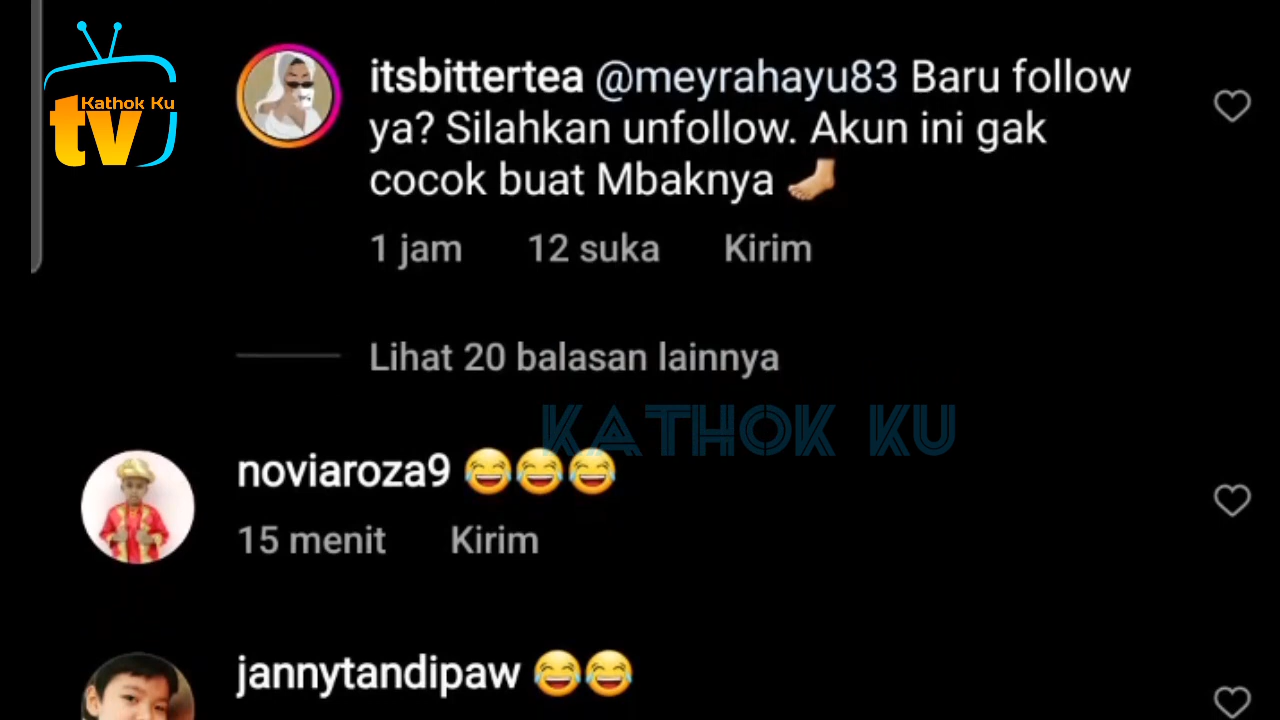 Kathok Ku
tv
itsbittertea @meyrahayu83 Baru follow
ya? Silahkan unfollow. Akun ini gak
cocok buat Mbaknya 🦶🏼
1 jam 12 suka Kirim
Lihat 20 balasan lainnya
KATHOK KU
noviaroza9 😂😂😂
15 menit Kirim
jannytandipaw 😂😂